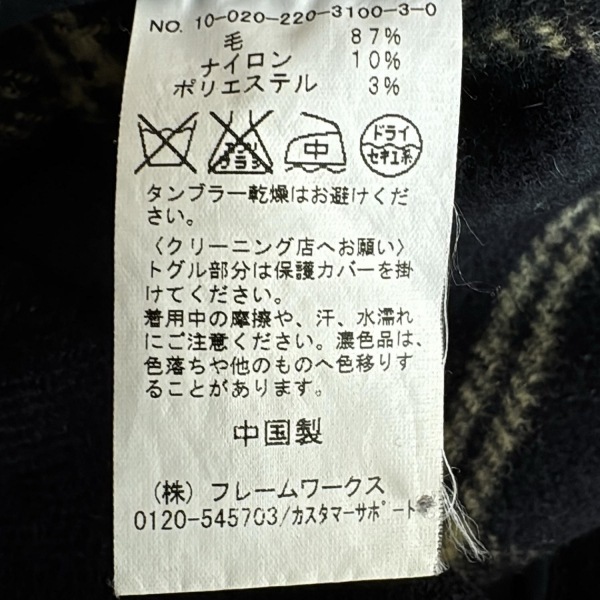 NO. 10-020-220-3100-3-0
毛 87%
ナイロン 10%
ポリエステル 3%
エンソ
サラシ
中
ドライ
セキユ系
タンブラー乾燥はお避けくだ
さい。
〈クリーニング店へお願い〉
トグル部分は保護カバーを掛
けてください。
着用中の摩擦や、汗、水濡れ
にご注意ください。濃色品は、
色落ちや他のものへ色移りす
ることがあります。
中国製
(株) フレームワークス
0120-545703/カスタマーサポート